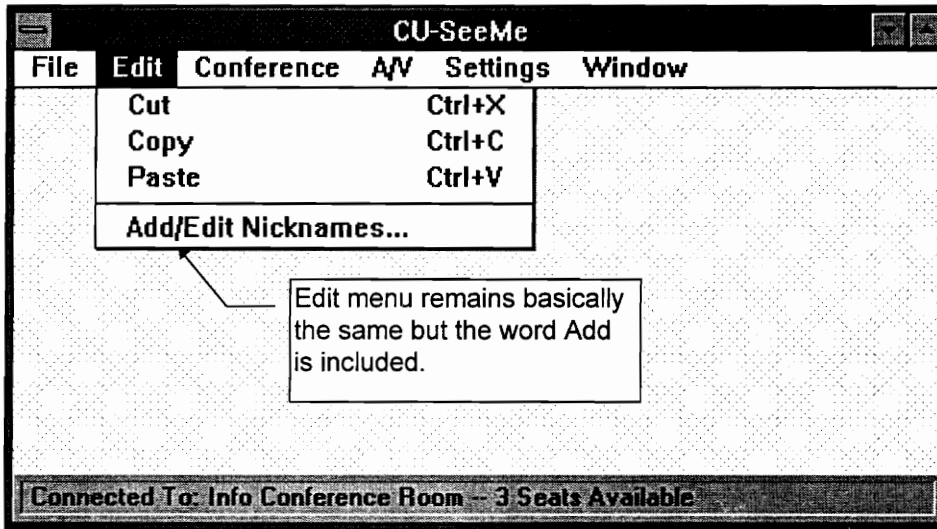 CU-SeeMe
File Edit Conference A/V Settings Window
Cut Ctrl+X
Copy Ctrl+C
Paste Ctrl+V
Add/Edit Nicknames...
Edit menu remains basically
the same but the word Add
is included.
Connected To: Info Conference Room -- 3 Seats Available